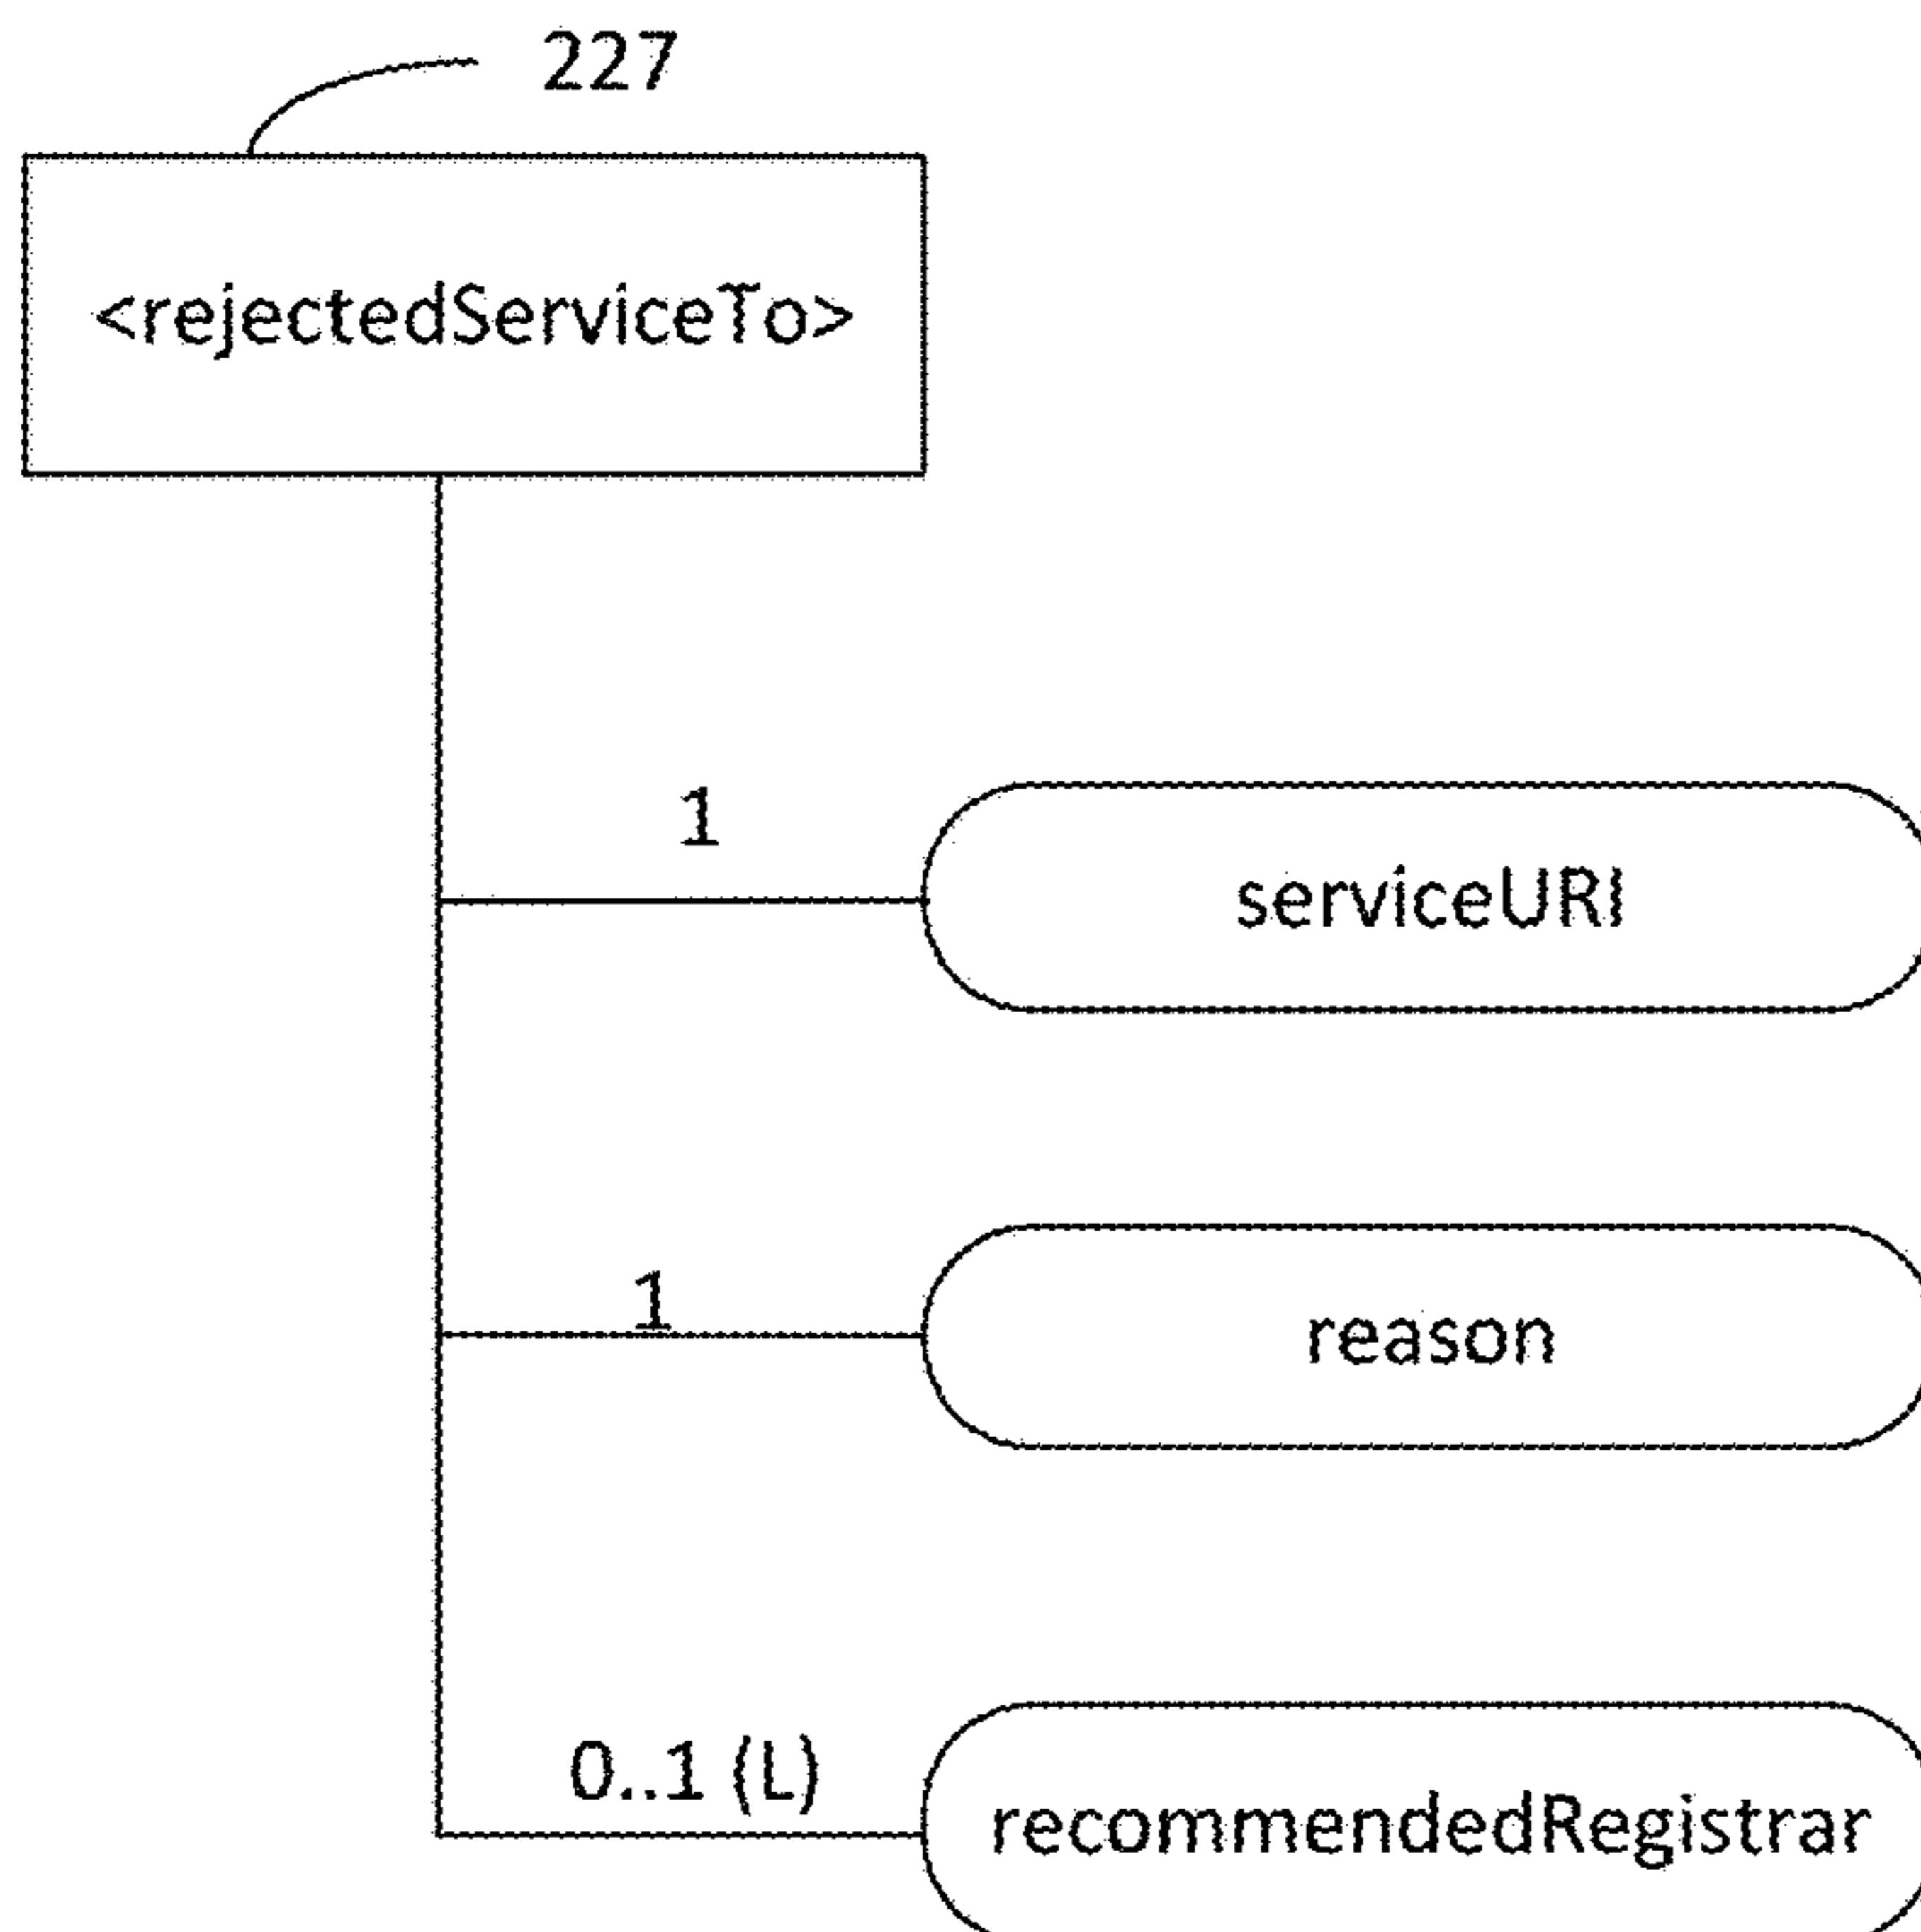 227
<rejectedServiceTo>
1
serviceURI
1
reason
0..1 (L)
recommendedRegistrar